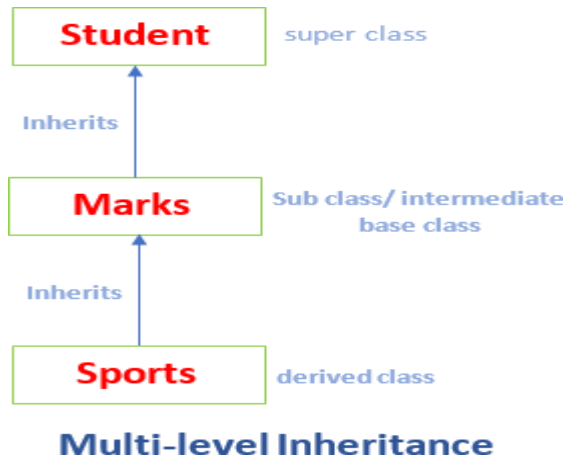 Student
super class
Inherits
Marks
Sub class/ intermediate
base class
Inherits
Sports
derived class
Multi-level Inheritance